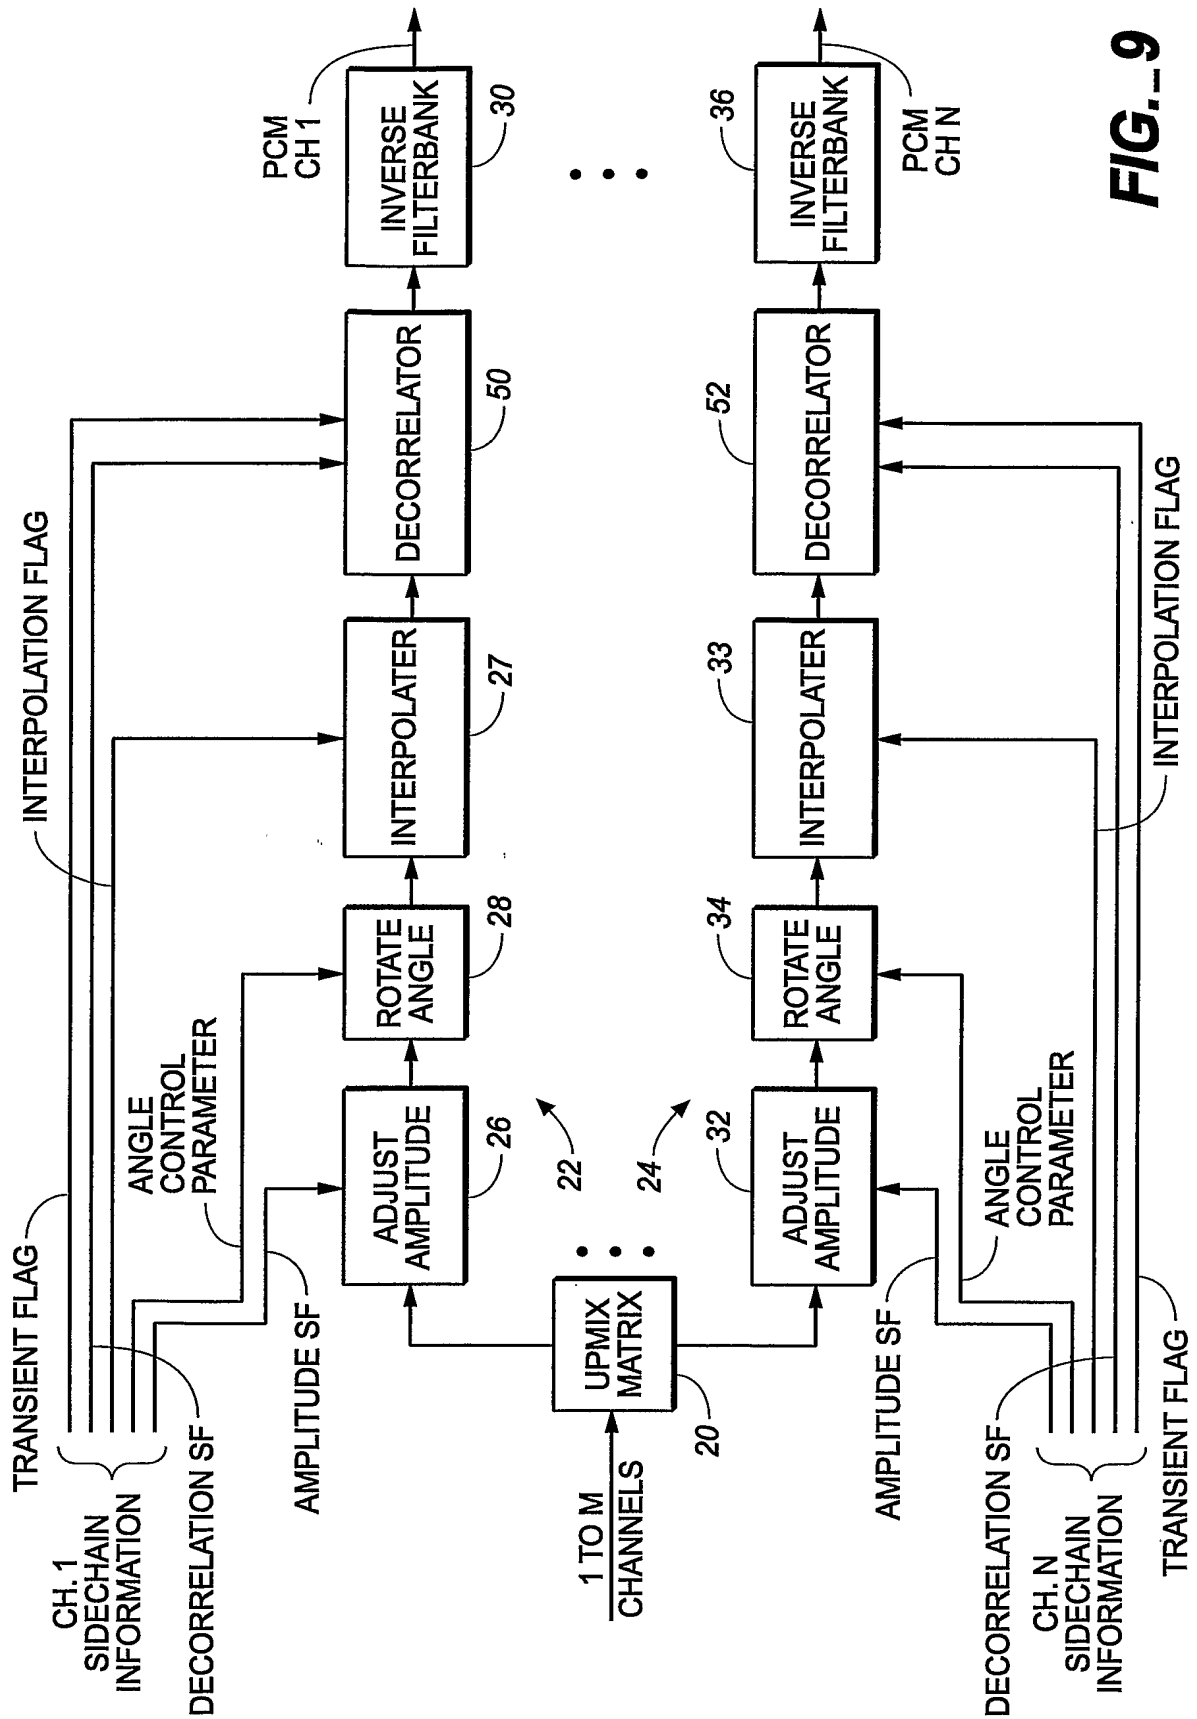 TRANSIENT FLAG
INTERPOLATION FLAG
CH. 1
SIDECHAIN
INFORMATION
DECORRELATION SF
ANGLE
CONTROL
PARAMETER
AMPLITUDE SF
PCM
CH 1
ADJUST
AMPLITUDE
26
ROTATE
ANGLE
28
INTERPOLATER
27
DECORRELATOR
50
INVERSE
FILTERBANK
30
22
1 TO M
CHANNELS
UPMIX
MATRIX
20
24
ADJUST
AMPLITUDE
32
ROTATE
ANGLE
34
INTERPOLATER
33
DECORRELATOR
52
INVERSE
FILTERBANK
36
PCM
CH N
AMPLITUDE SF
ANGLE
CONTROL
PARAMETER
DECORRELATION SF
CH. N
SIDECHAIN
INFORMATION
TRANSIENT FLAG
INTERPOLATION FLAG
FIG._9